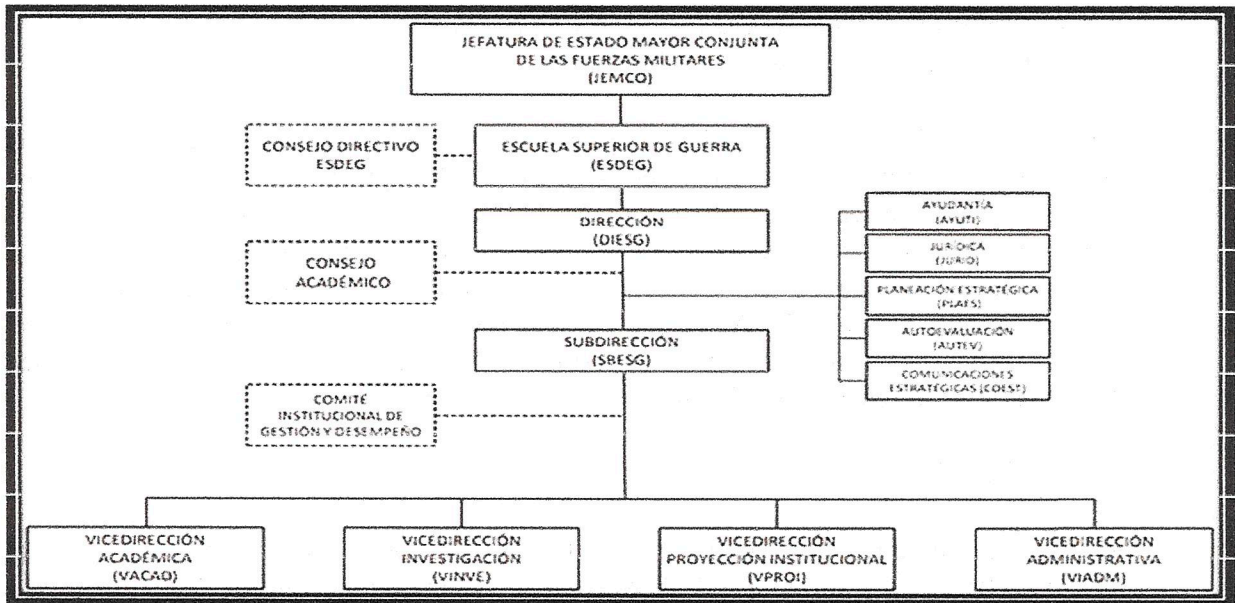 JEFATURA DE ESTADO MAYOR CONJUNTA
DE LAS FUERZAS MILITARES
(JEMCO)
CONSEJO DIRECTIVO
ESDEG
ESCUELA SUPERIOR DE GUERRA
(ESDEG)
DIRECCIÓN
(DIESG)
AYUDANTÍA
(AYUTI)
JURÍDICA
(JURID)
PLANEACIÓN ESTRATÉGICA
(PLAES)
AUTOEVALUACIÓN
(AUTEV)
COMUNICACIONES
ESTRATÉGICAS (COEST)
CONSEJO
ACADÉMICO
SUBDIRECCIÓN
(SBESG)
COMITÉ
INSTITUCIONAL DE
GESTIÓN Y DESEMPEÑO
VICEDIRECCIÓN
ACADÉMICA
(VACAD)
VICEDIRECCIÓN
INVESTIGACIÓN
(VINVE)
VICEDIRECCIÓN
PROYECCIÓN INSTITUCIONAL
(VPROI)
VICEDIRECCIÓN
ADMINISTRATIVA
(VIADM)